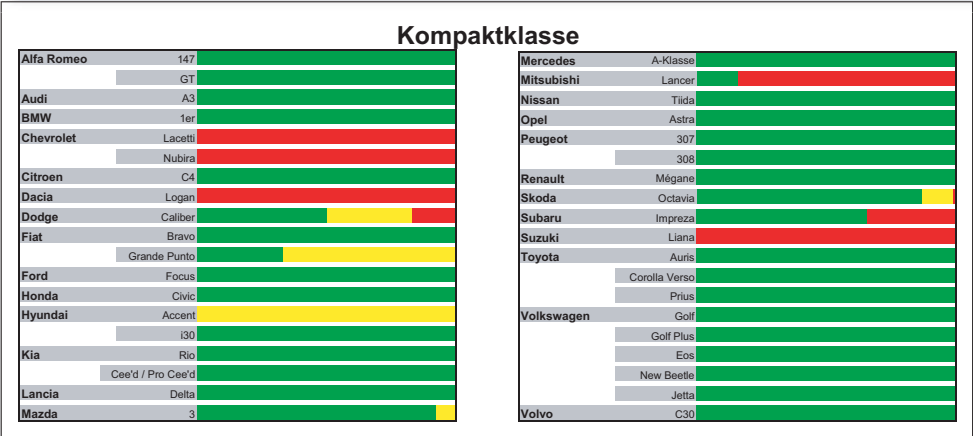 Kompaktklasse
Alfa Romeo 147
GT
Audi A3
BMW 1er
Chevrolet Lacetti
Nubira
Citroen C4
Dacia Logan
Dodge Caliber
Fiat Bravo
Grande Punto
Ford Focus
Honda Civic
Hyundai Accent
i30
Kia Rio
Cee'd / Pro Cee'd
Lancia Delta
Mazda 3
Mercedes A-Klasse
Mitsubishi Lancer
Nissan Tiida
Opel Astra
Peugeot 307
308
Renault Mégane
Skoda Octavia
Subaru Impreza
Suzuki Liana
Toyota Auris
Corolla Verso
Prius
Volkswagen Golf
Golf Plus
Eos
New Beetle
Jetta
Volvo C30